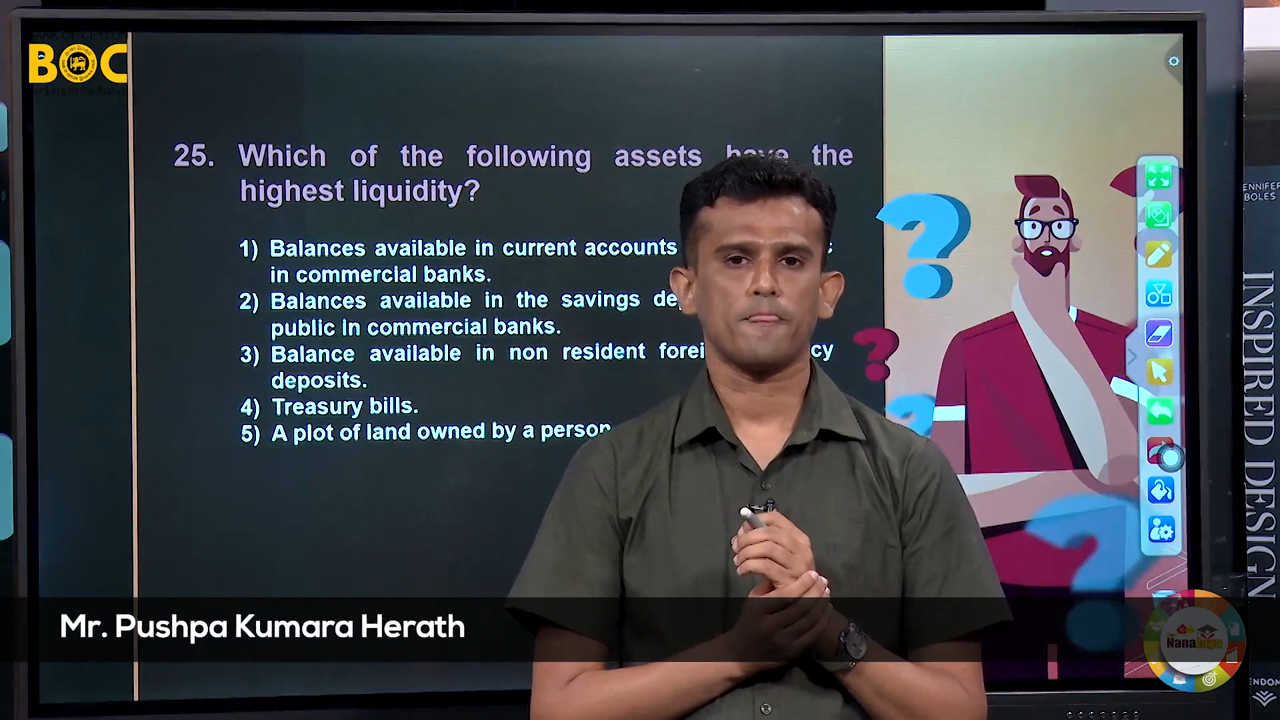 BOC
25. Which of the following assets have the
highest liquidity?
1) Balances available in current accounts
in commercial banks.
2) Balances available in the savings
public in commercial banks.
3) Balance available in non resident
deposits.
4) Treasury bills.
5) A plot of land owned by a person
Mr. Pushpa Kumara Herath
INSPIRED DESIGN
JENNIFER
BOLES